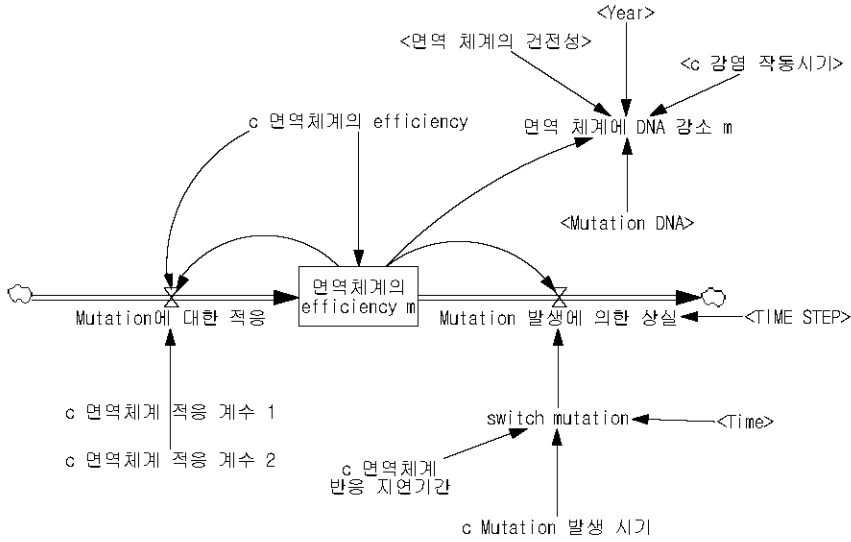 <Year>
<면역 체계의 건전성>
<c 감염 작동시기>
c 면역체계의 efficiency
면역 체계에 DNA 감소 m
<Mutation DNA>
면역체계의
efficiency m
Mutation에 대한 적응
Mutation 발생에 의한 상실
<TIME STEP>
c 면역체계 적응 계수 1
switch mutation
<Time>
c 면역체계 적응 계수 2
c 면역체계
반응 지연기간
c Mutation 발생 시기